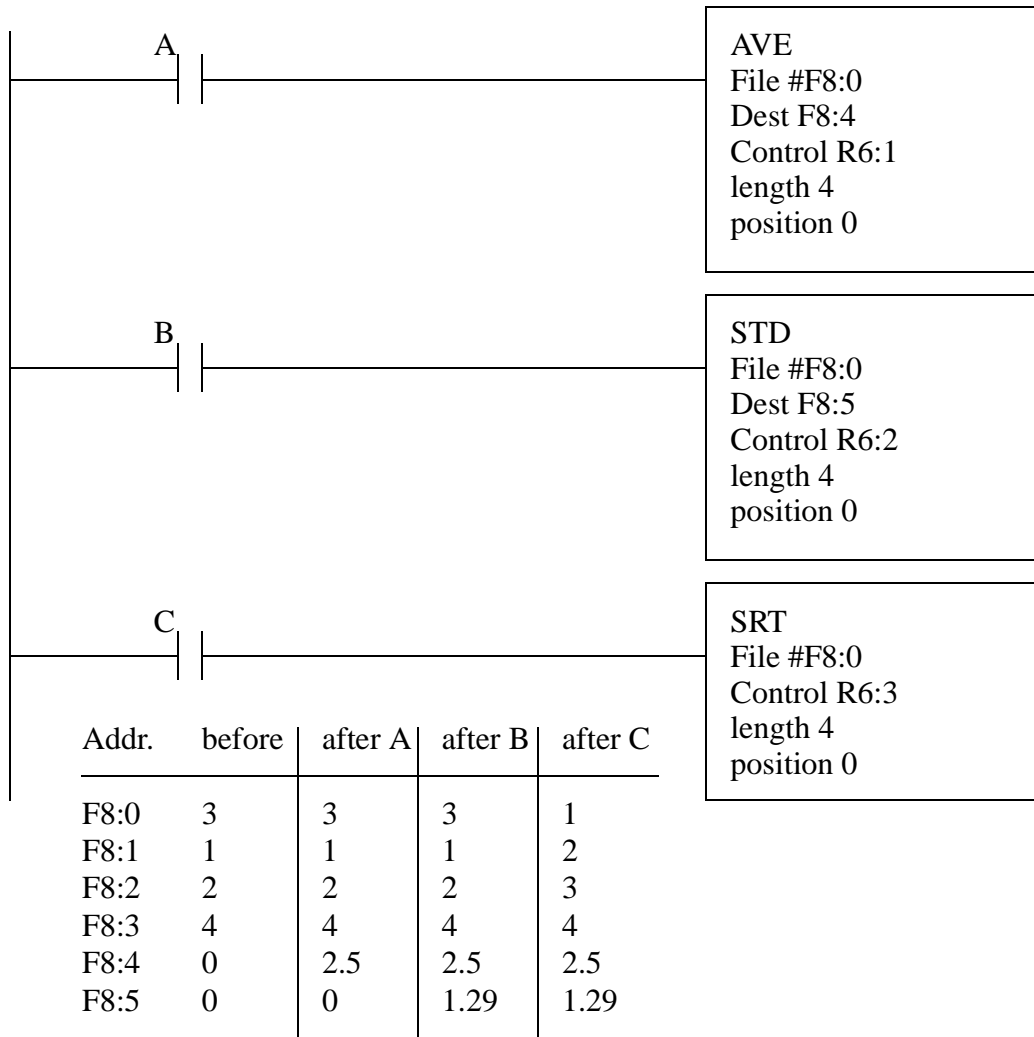 A
AVE
File #F8:0
Dest F8:4
Control R6:1
length 4
position 0
B
STD
File #F8:0
Dest F8:5
Control R6:2
length 4
position 0
C
SRT
File #F8:0
Control R6:3
length 4
position 0
Addr. before after A after B after C
F8:0 3 3 3 1
F8:1 1 1 1 2
F8:2 2 2 2 3
F8:3 4 4 4 4
F8:4 0 2.5 2.5 2.5
F8:5 0 0 1.29 1.29